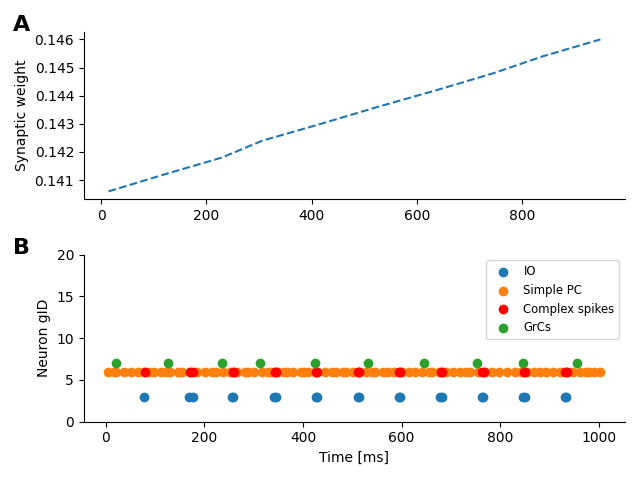 A
0.146
0.145
0.144
0.143
0.142
0.141
Synaptic weight
0 200 400 600 800
B
20
15
10
5
0
Neuron gID
IO
Simple PC
Complex spikes
GrCs
0 200 400 600 800 1000
Time [ms]